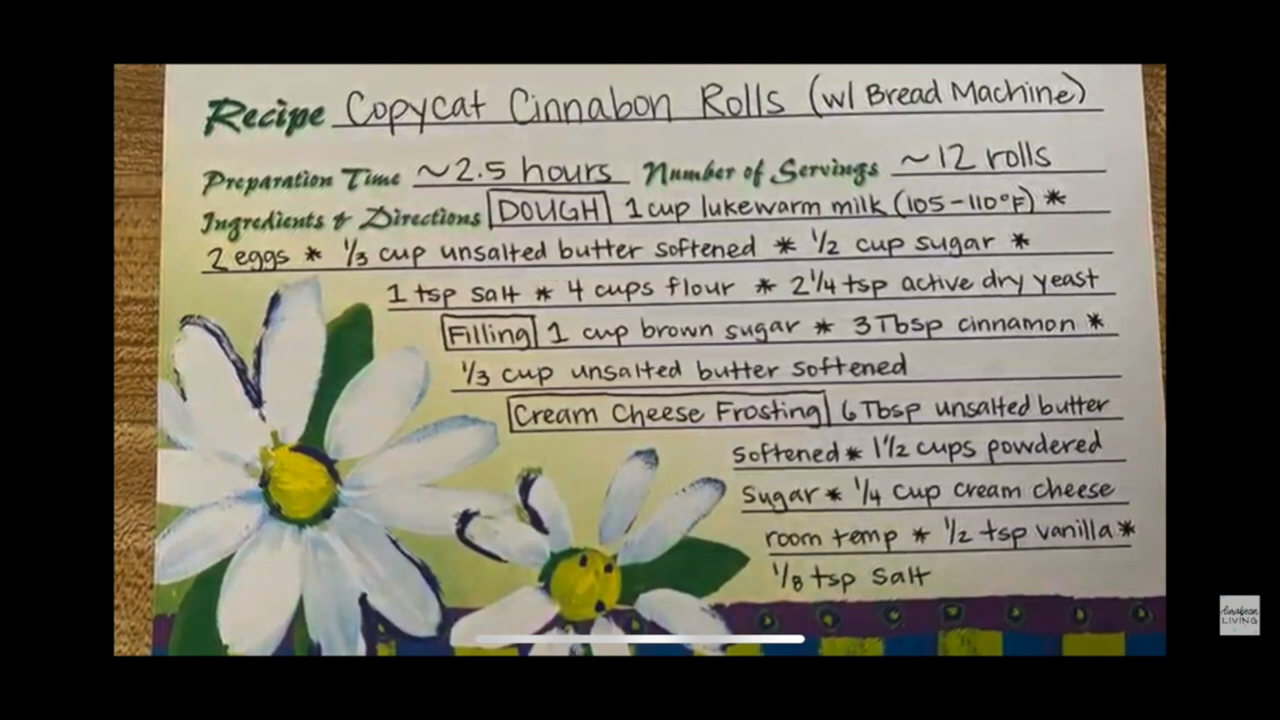 Recipe Copycat Cinnabon Rolls (w/ Bread Machine)
Preparation Time ~2.5 hours Number of Servings ~12 rolls
Ingredients & Directions DOUGH 1 cup lukewarm milk (105-110°F) *
2 eggs * 1/3 cup unsalted butter softened * 1/2 cup sugar *
1 tsp salt * 4 cups flour * 2 1/4 tsp active dry yeast
Filling 1 cup brown sugar * 3 Tbsp cinnamon *
1/3 cup unsalted butter softened
Cream Cheese Frosting 6 Tbsp unsalted butter
softened * 1 1/2 cups powdered
sugar * 1/4 cup cream cheese
room temp * 1/2 tsp vanilla *
1/8 tsp salt
linabean
LIVING